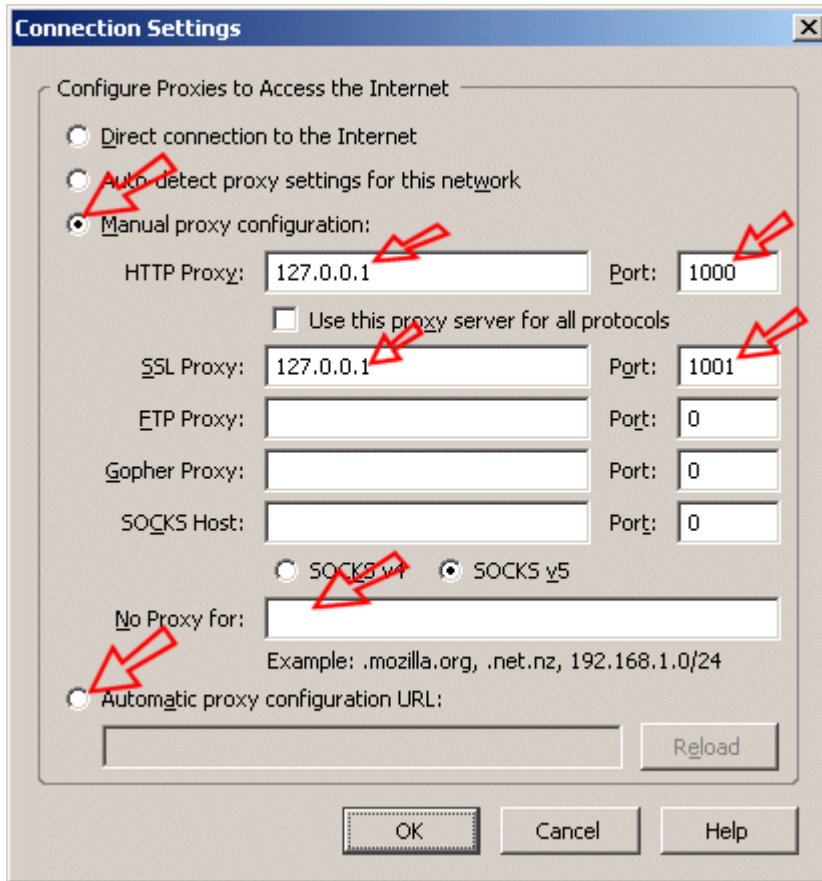 Connection Settings
Configure Proxies to Access the Internet
Direct connection to the Internet
Auto-detect proxy settings for this network
Manual proxy configuration:
HTTP Proxy: 127.0.0.1 Port: 1000
Use this proxy server for all protocols
SSL Proxy: 127.0.0.1 Port: 1001
FTP Proxy: Port: 0
Gopher Proxy: Port: 0
SOCKS Host: Port: 0
SOCKS v4 SOCKS v5
No Proxy for:
Example: .mozilla.org, .net.nz, 192.168.1.0/24
Automatic proxy configuration URL:
Reload
OK Cancel Help